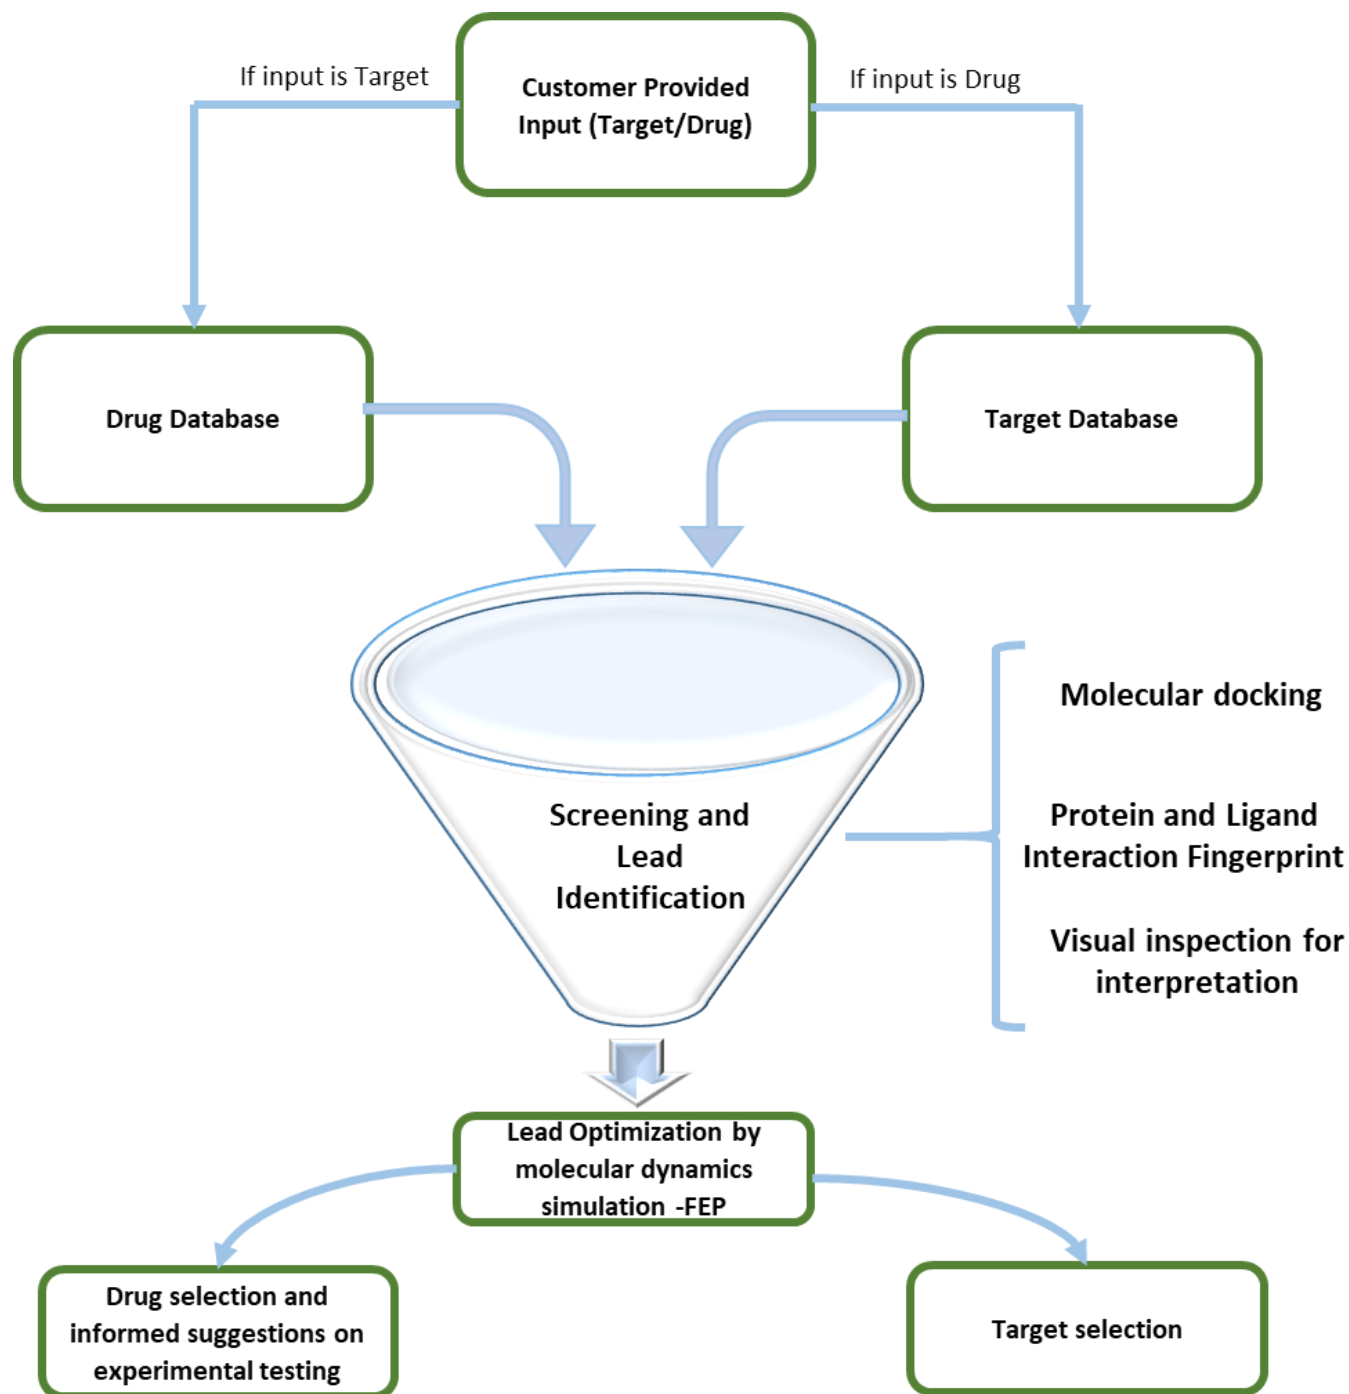 If input is Target
Customer Provided
Input (Target/Drug)
If input is Drug
Drug Database
Target Database
Screening and
Lead
Identification
Molecular docking
Protein and Ligand
Interaction Fingerprint
Visual inspection for
interpretation
Lead Optimization by
molecular dynamics
simulation -FEP
Drug selection and
informed suggestions on
experimental testing
Target selection